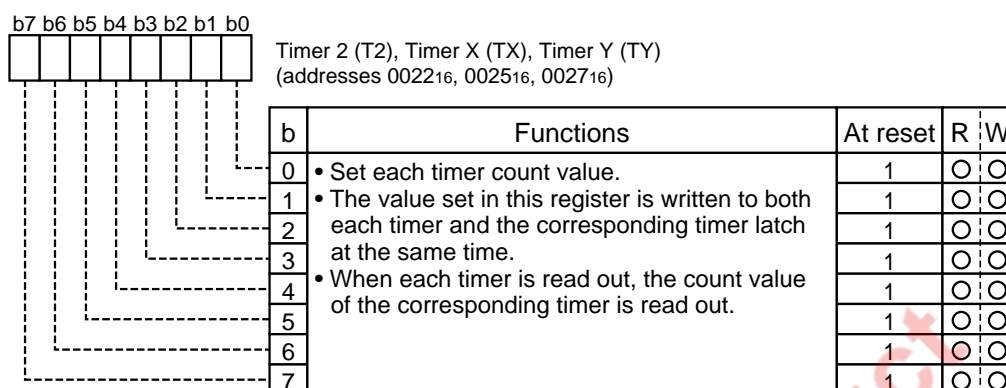 b7 b6 b5 b4 b3 b2 b1 b0
Timer 2 (T2), Timer X (TX), Timer Y (TY)
(addresses 002216, 002516, 002716)
b Functions At reset R W
0 • Set each timer count value. 1 O O
1 • The value set in this register is written to both 1 O O
2 each timer and the corresponding timer latch 1 O O
3 at the same time. 1 O O
4 • When each timer is read out, the count value 1 O O
5 of the corresponding timer is read out. 1 O O
6 1 O O
7 1 O O